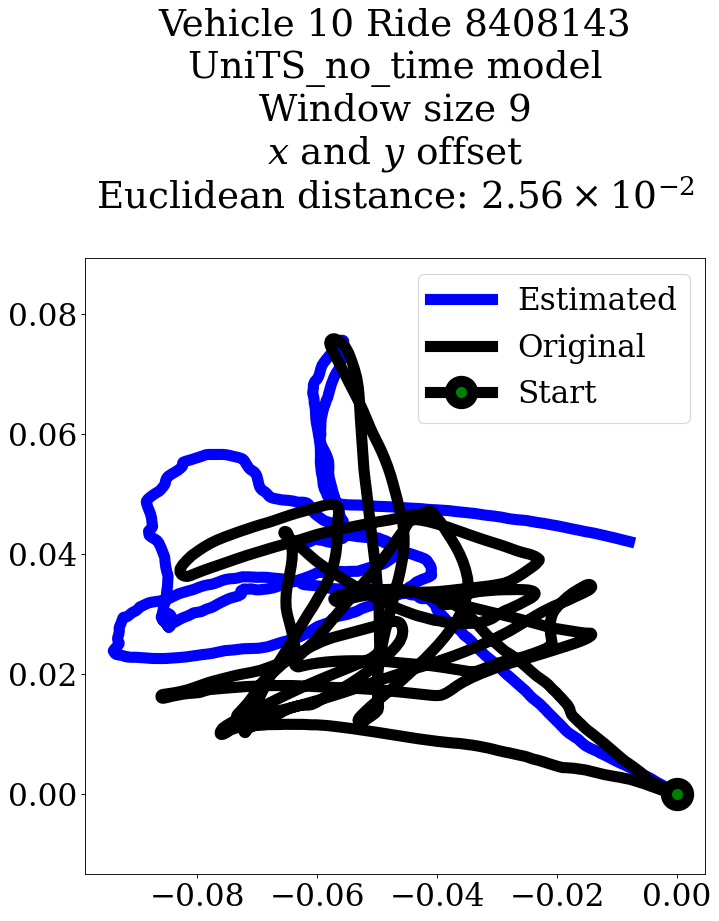 Vehicle 10 Ride 8408143
UniTS_no_time model
Window size 9
x and y offset
Euclidean distance: 2.56 × 10⁻²
Estimated
Original
Start
0.08
0.06
0.04
0.02
0.00
−0.08 −0.06 −0.04 −0.02 0.00